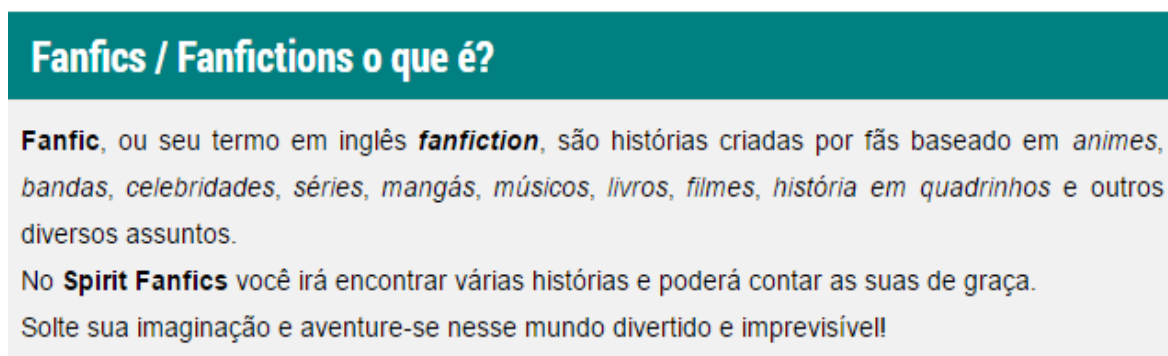 Fanfics / Fanfictions o que é?
Fanfic, ou seu termo em inglês fanfiction, são histórias criadas por fãs baseado em animes,
bandas, celebridades, séries, mangás, músicos, livros, filmes, história em quadrinhos e outros
diversos assuntos.
No Spirit Fanfics você irá encontrar várias histórias e poderá contar as suas de graça.
Solte sua imaginação e aventure-se nesse mundo divertido e imprevisível!